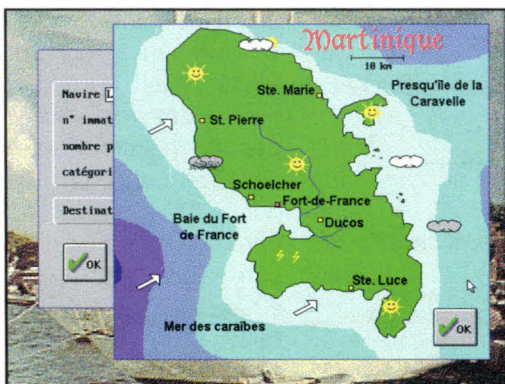 Martinique
10 km
Presqu'île de la
Caravelle
Ste. Marie
St. Pierre
Schoelcher
Fort-de-France
Baie du Fort
de France
Ducos
Ste. Luce
Mer des caraïbes
OK
Navire L
n° immat
nombre p
catégori
Destinat
OK